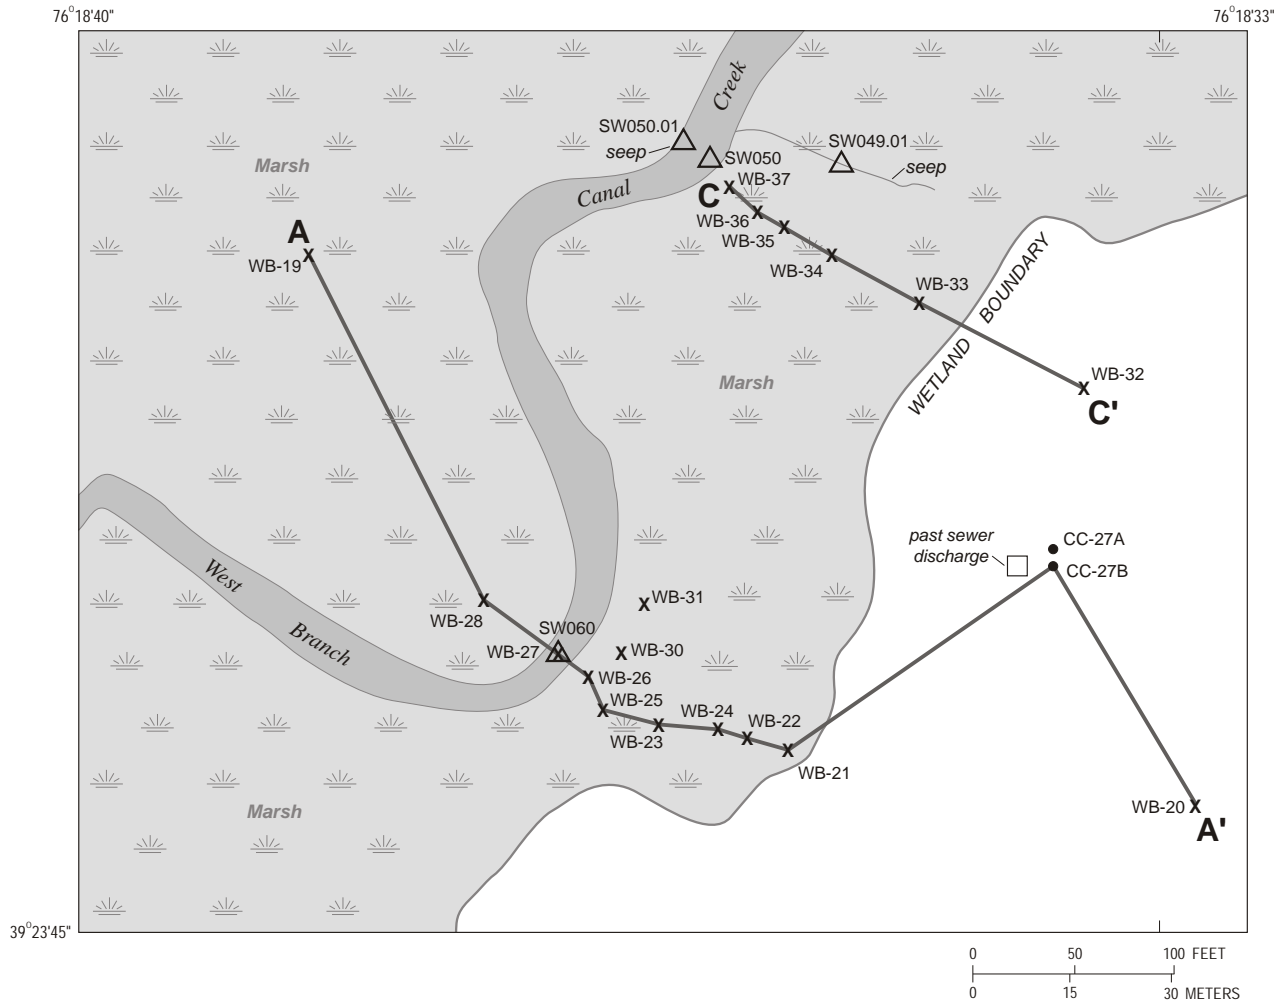 76°18'40"
76°18'33"
Creek
SW050.01
seep
SW050
SW049.01
seep
Marsh
Canal
C
WB-37
WB-36
WB-35
WB-34
A
WB-19
WB-33
BOUNDARY
WETLAND
WB-32
C'
Marsh
past sewer
discharge
CC-27A
CC-27B
West
Branch
WB-28
WB-31
SW060
WB-27
WB-30
WB-26
WB-25
WB-24
WB-22
WB-23
WB-21
Marsh
WB-20
A'
39°23'45"
0 50 100 FEET
0 15 30 METERS